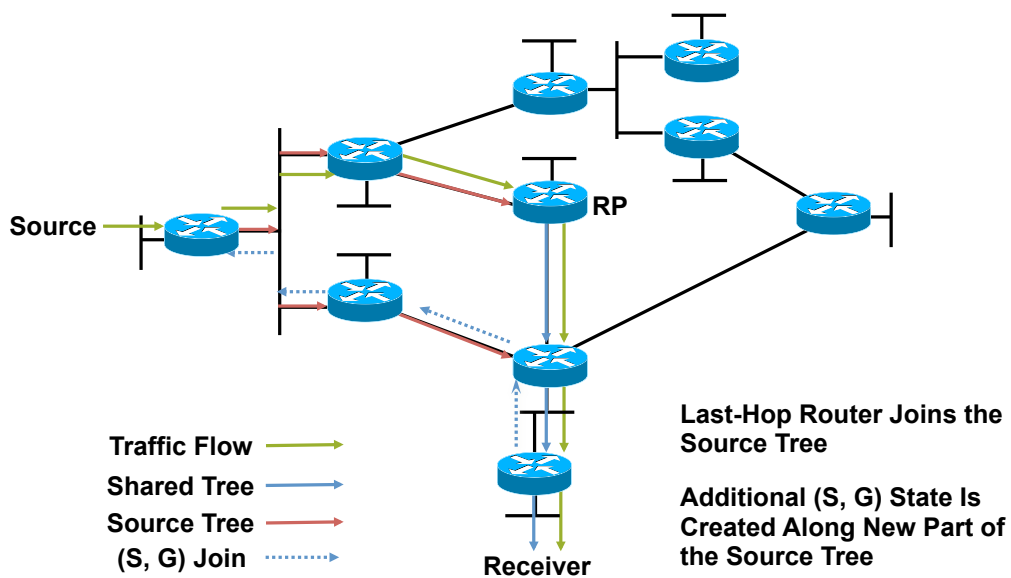 Source
RP
Traffic Flow
Shared Tree
Source Tree
(S, G) Join
Receiver
Last-Hop Router Joins the
Source Tree
Additional (S, G) State Is
Created Along New Part of
the Source Tree